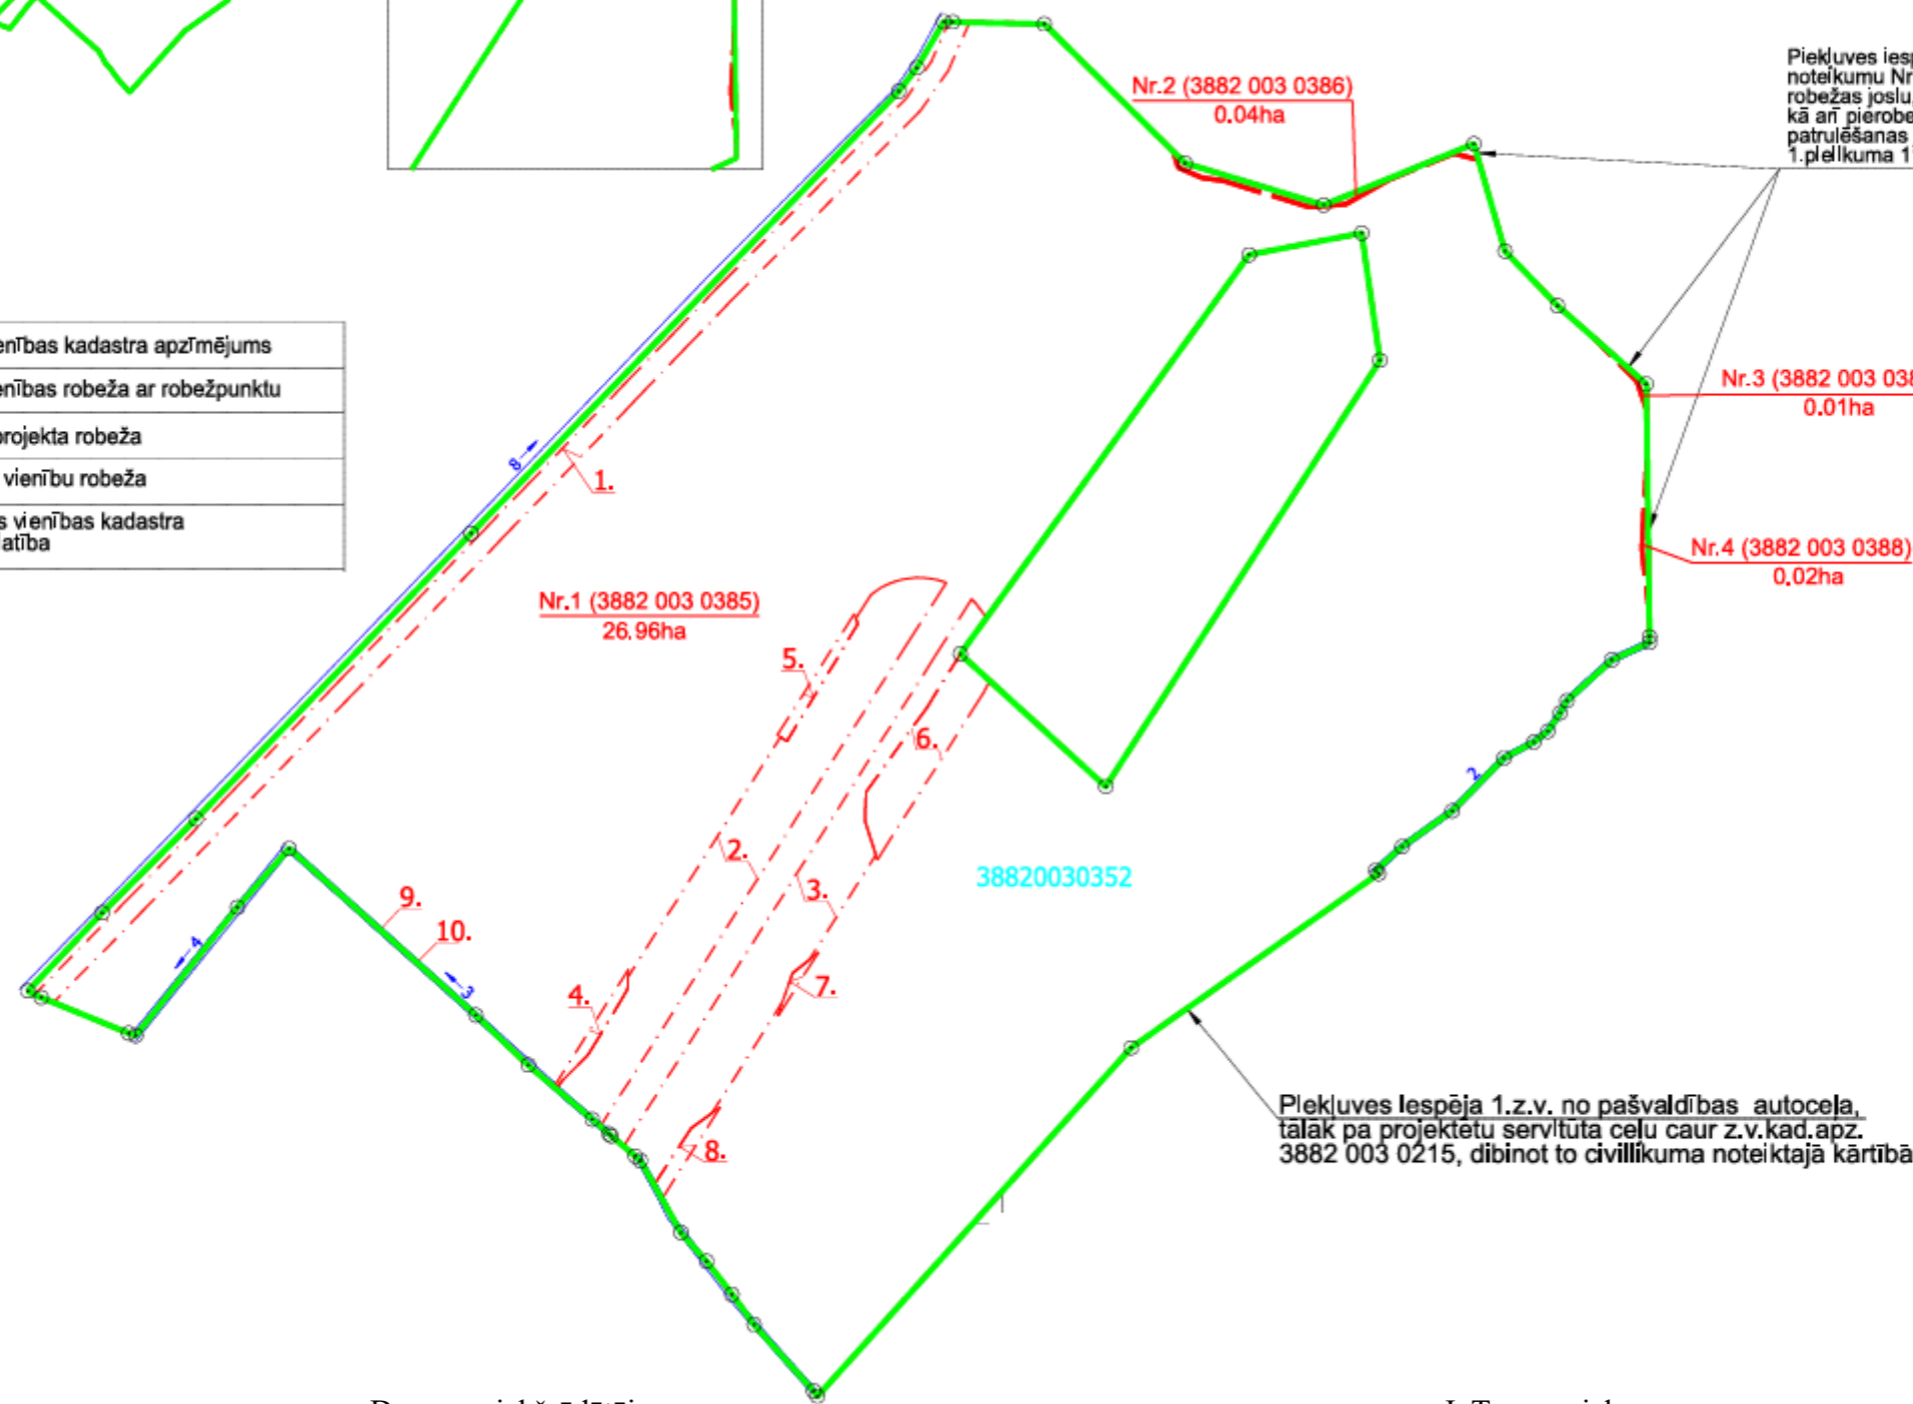 Piekļuves
noteikumu Nr
robežas joslu,
kā arī
patrulēšanas
1.pielikuma 1
Nr.2 (3882 003 0386)
0.04ha
enības kadastra apzīmējums
enības robeža ar robežpunktu
projekta robeža
vienību robeža
s vienības kadastra
atība
Nr.3 (3882 003 038
0.01ha
8
1.
Nr.4 (3882 003 0388)
0.02ha
Nr.1 (3882 003 0385)
26.96ha
5.
6.
2
2.
3.
38820030352
9.
10.
4
3
4.
7.
Piekļuves iespēja 1.z.v. no pašvaldības autoceļa,
tālāk pa projektētu servitūta ceļu caur z.v.kad.apz.
3882 003 0215, dibinot to civillikuma noteiktajā kārtībā
8.